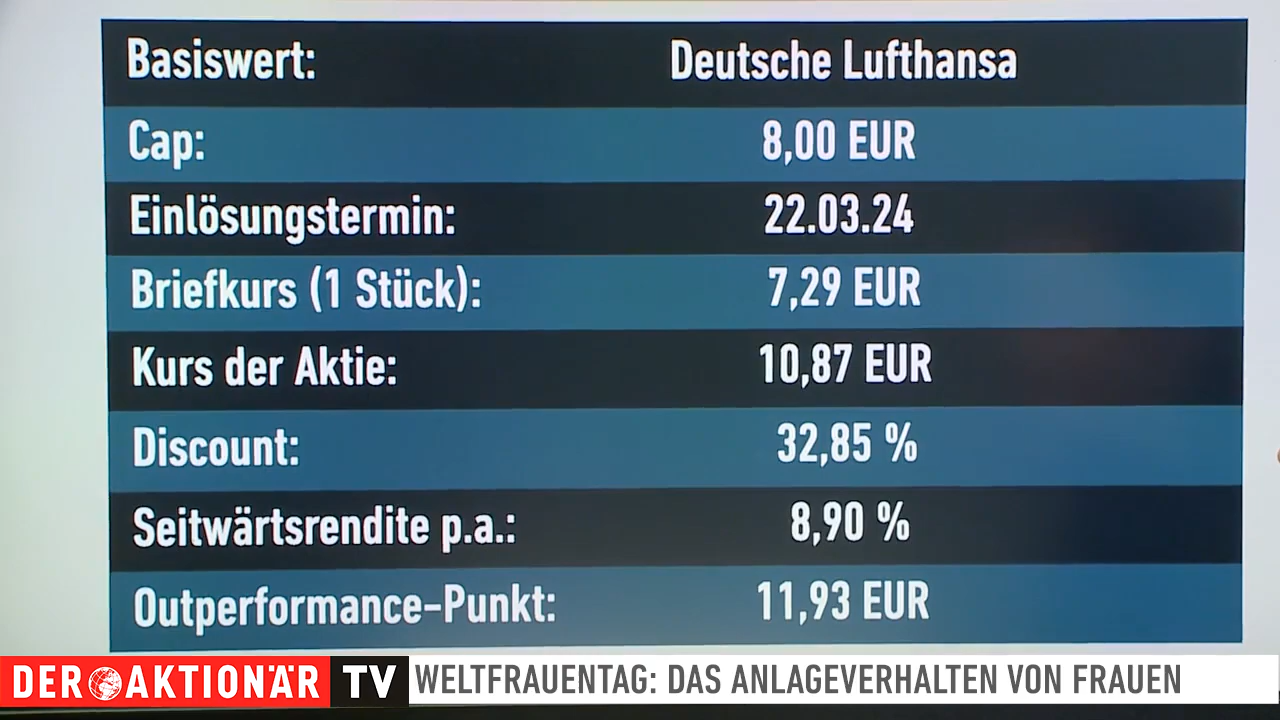 Basiswert: Deutsche Lufthansa
Cap: 8,00 EUR
Einlösungstermin: 22.03.24
Briefkurs (1 Stück): 7,29 EUR
Kurs der Aktie: 10,87 EUR
Discount: 32,85 %
Seitwärtsrendite p.a.: 8,90 %
Outperformance-Punkt: 11,93 EUR
DER AKTIONÄR TV WELTFRAUENTAG: DAS ANLAGEVERHALTEN VON FRAUEN